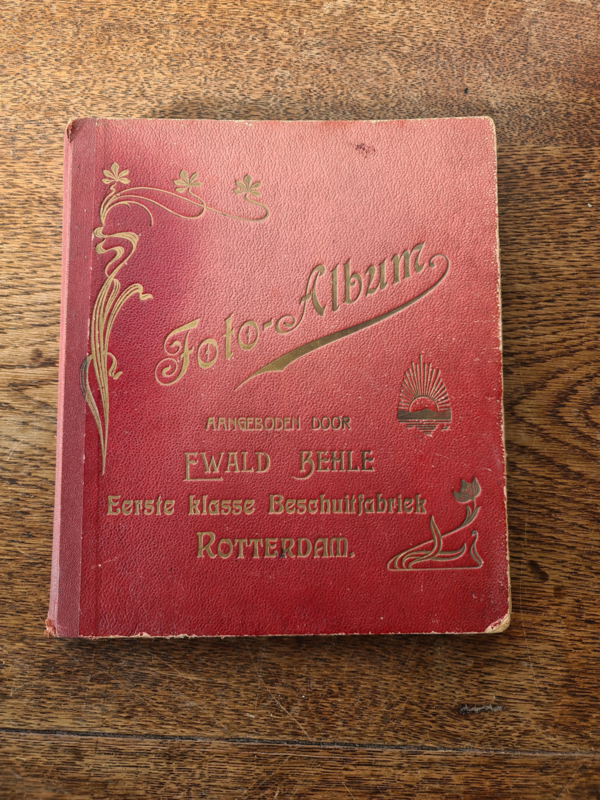 Foto-Album
AANGEBODEN DOOR
EWALD BEHLE
Eerste klasse Beschuitfabriek
ROTTERDAM.